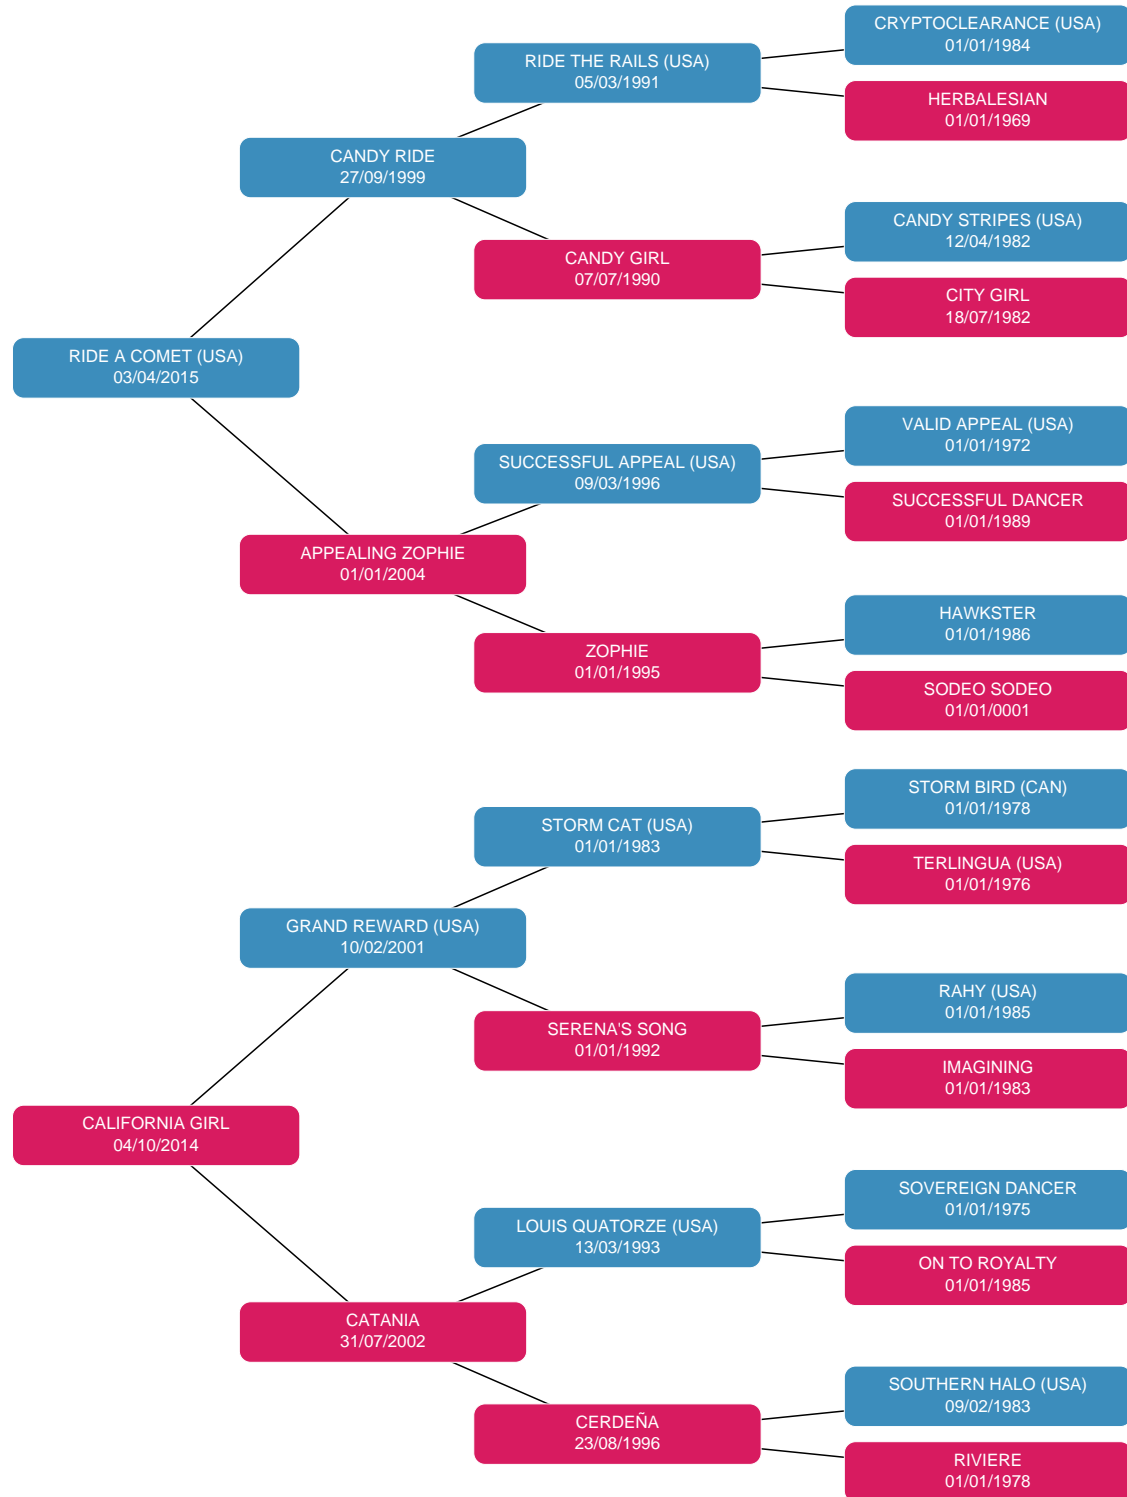 CRYPTOCLEARANCE (USA)
01/01/1984
RIDE THE RAILS (USA)
05/03/1991
HERBALESIAN
01/01/1969
CANDY RIDE
27/09/1999
CANDY STRIPES (USA)
12/04/1982
CANDY GIRL
07/07/1990
CITY GIRL
18/07/1982
RIDE A COMET (USA)
03/04/2015
VALID APPEAL (USA)
01/01/1972
SUCCESSFUL APPEAL (USA)
09/03/1996
SUCCESSFUL DANCER
01/01/1989
APPEALING ZOPHIE
01/01/2004
HAWKSTER
01/01/1986
ZOPHIE
01/01/1995
SODEO SODEO
01/01/0001
STORM BIRD (CAN)
01/01/1978
STORM CAT (USA)
01/01/1983
TERLINGUA (USA)
01/01/1976
GRAND REWARD (USA)
10/02/2001
RAHY (USA)
01/01/1985
SERENA'S SONG
01/01/1992
IMAGINING
01/01/1983
CALIFORNIA GIRL
04/10/2014
SOVEREIGN DANCER
01/01/1975
LOUIS QUATORZE (USA)
13/03/1993
ON TO ROYALTY
01/01/1985
CATANIA
31/07/2002
SOUTHERN HALO (USA)
09/02/1983
CERDEÑA
23/08/1996
RIVIERE
01/01/1978